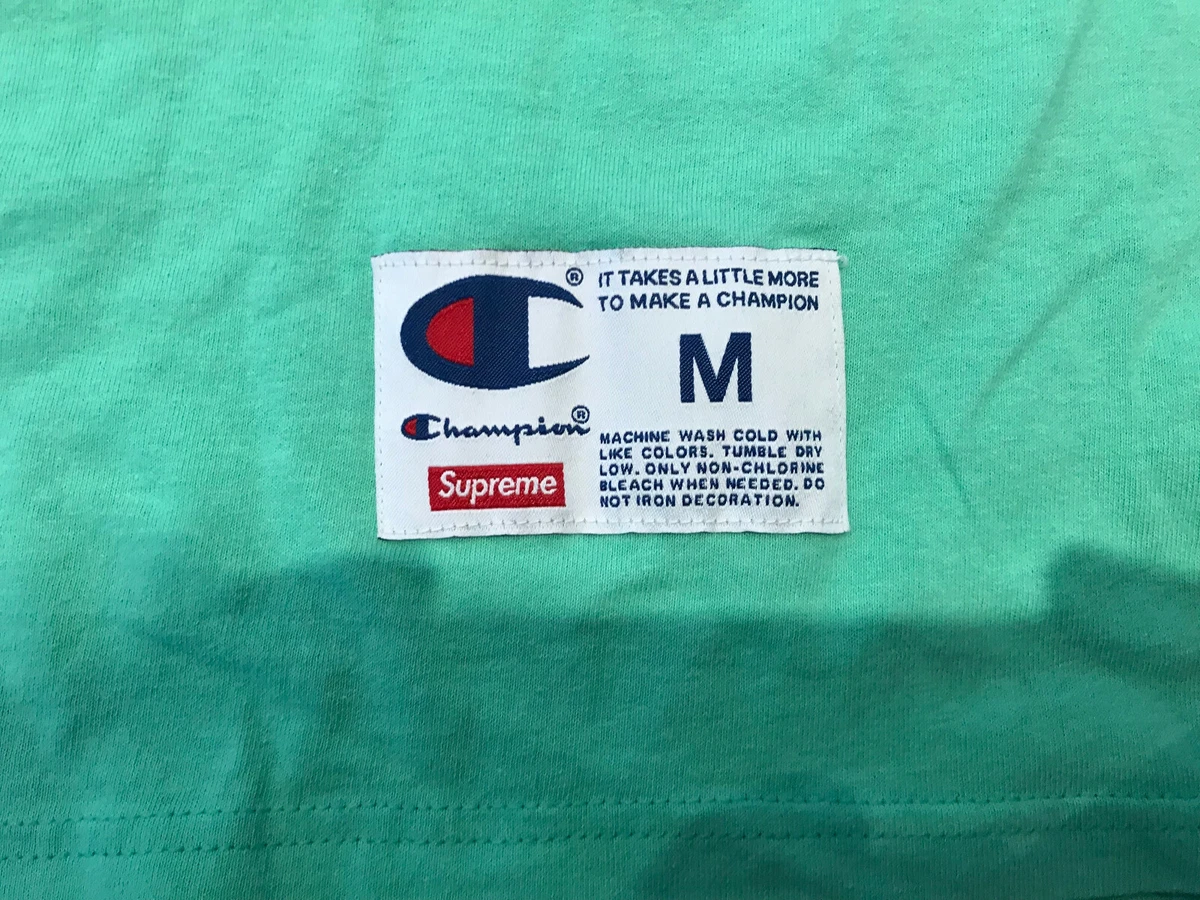 ®
Champion®
Supreme
IT TAKES A LITTLE MORE
TO MAKE A CHAMPION
M
MACHINE WASH COLD WITH
LIKE COLORS. TUMBLE DRY
LOW. ONLY NON-CHLORINE
BLEACH WHEN NEEDED. DO
NOT IRON DECORATION.